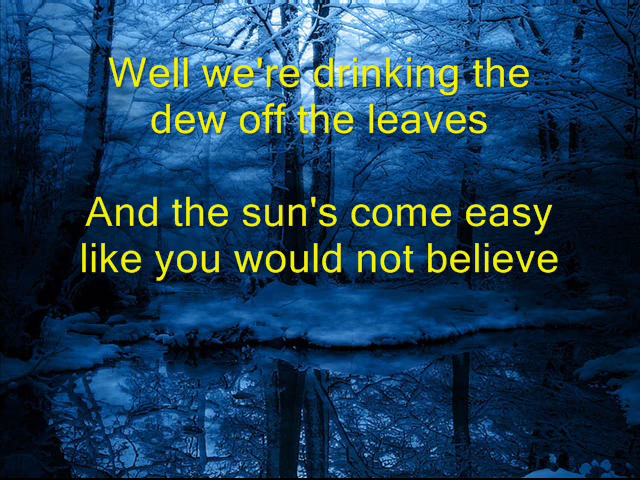 Well we're drinking the
dew off the leaves
And the sun's come easy
like you would not believe